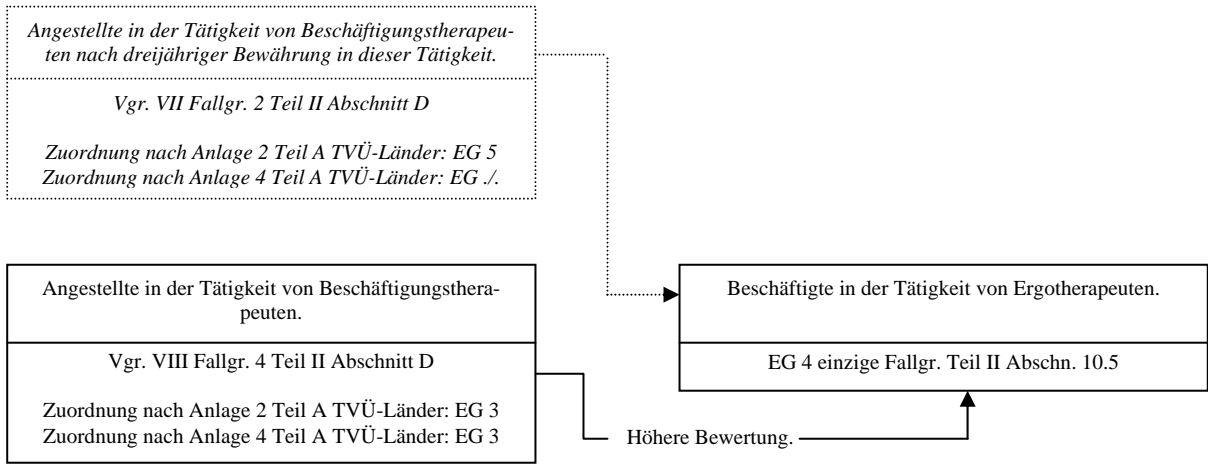 Angestellte in der Tätigkeit von Beschäftigungstherapeu-
ten nach dreijähriger Bewährung in dieser Tätigkeit.
Vgr. VII Fallgr. 2 Teil II Abschnitt D
Zuordnung nach Anlage 2 Teil A TVÜ-Länder: EG 5
Zuordnung nach Anlage 4 Teil A TVÜ-Länder: EG ./.
Angestellte in der Tätigkeit von Beschäftigungsthera-
peuten.
Vgr. VIII Fallgr. 4 Teil II Abschnitt D
Zuordnung nach Anlage 2 Teil A TVÜ-Länder: EG 3
Zuordnung nach Anlage 4 Teil A TVÜ-Länder: EG 3
Beschäftigte in der Tätigkeit von Ergotherapeuten.
EG 4 einzige Fallgr. Teil II Abschn. 10.5
Höhere Bewertung.